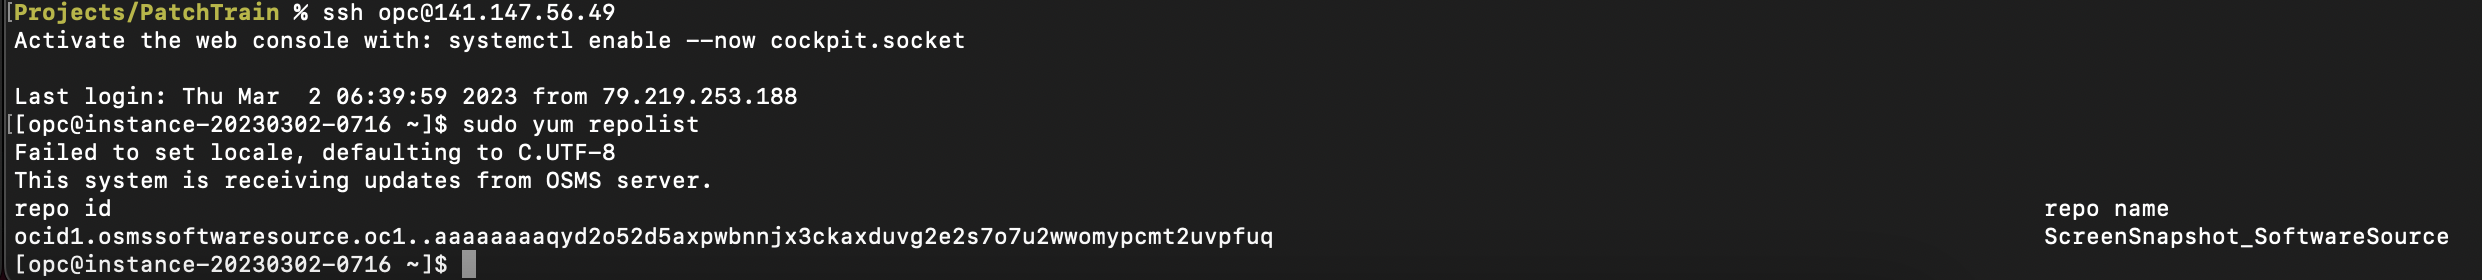 [Projects/PatchTrain % ssh opc@141.147.56.49
Activate the web console with: systemctl enable --now cockpit.socket
Last login: Thu Mar  2 06:39:59 2023 from 79.219.253.188
[[opc@instance-20230302-0716 ~]$ sudo yum repolist
Failed to set locale, defaulting to C.UTF-8
This system is receiving updates from OSMS server.
repo id repo name
ocid1.osmssoftwaresource.oc1..aaaaaaaaqyd2o52d5axpwbnnjx3ckaxduvg2e2s7o7u2wwomypcmt2uvpfuq ScreenSnapshot_SoftwareSource
[opc@instance-20230302-0716 ~]$